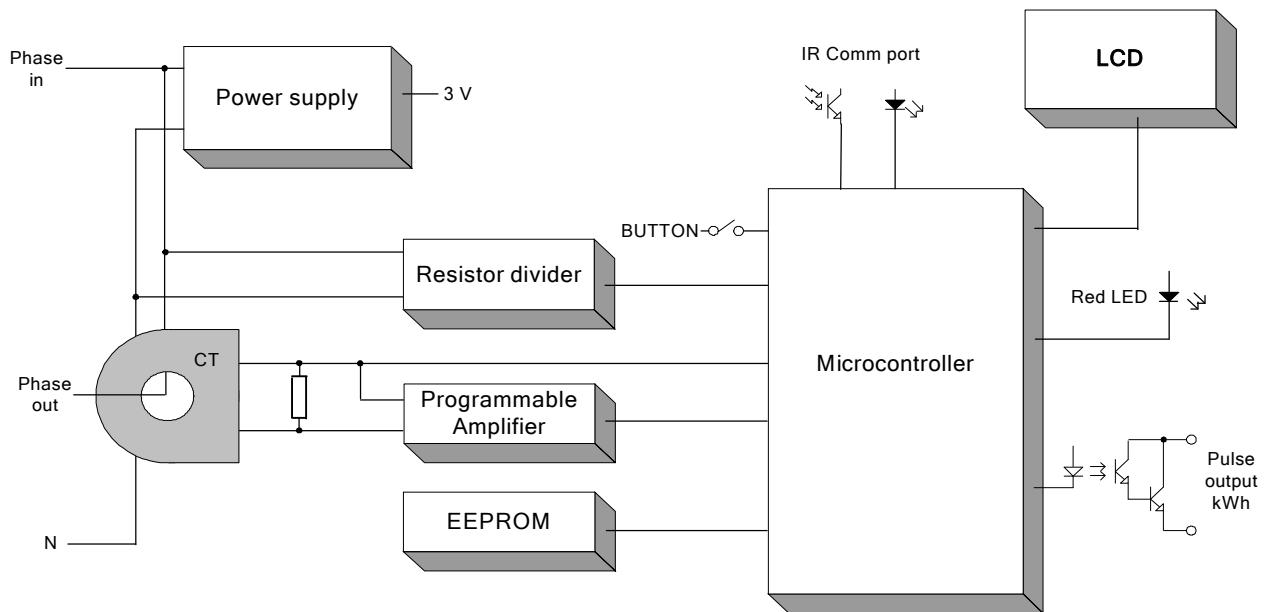 Phase
in
Power supply
3 V
IR Comm port
LCD
BUTTON
Resistor divider
Red LED
CT
Microcontroller
Phase
out
Programmable
Amplifier
Pulse
output
kWh
EEPROM
N